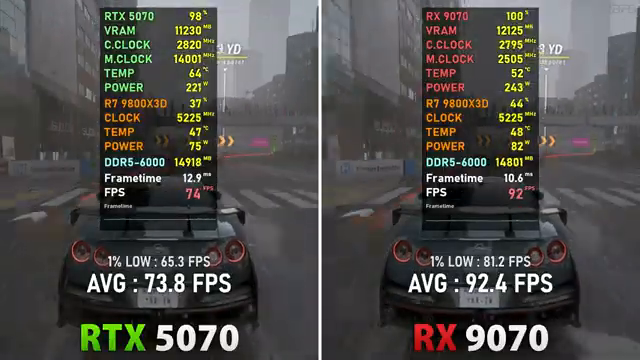 RTX 5070 98 %
VRAM 11230 MB
C.CLOCK 2820 MHz
M.CLOCK 14001 MHz
TEMP 64 °C
POWER 221 W
R7 9800X3D 37 %
CLOCK 5225 MHz
TEMP 47 °C
POWER 75 W
DDR5-6000 14918 MB
Frametime 12.9 ms
FPS 74 FPS
Frametime
YD
1% LOW : 65.3 FPS
AVG : 73.8 FPS
RTX 5070
RX 9070 100 %
VRAM 12125 MB
C.CLOCK 2795 MHz
M.CLOCK 2505 MHz
TEMP 52 °C
POWER 243 W
R7 9800X3D 44 %
CLOCK 5225 MHz
TEMP 48 °C
POWER 82 W
DDR5-6000 14801 MB
Frametime 10.6 ms
FPS 92 FPS
Frametime
YD
1% LOW : 81.2 FPS
AVG : 92.4 FPS
RX 9070